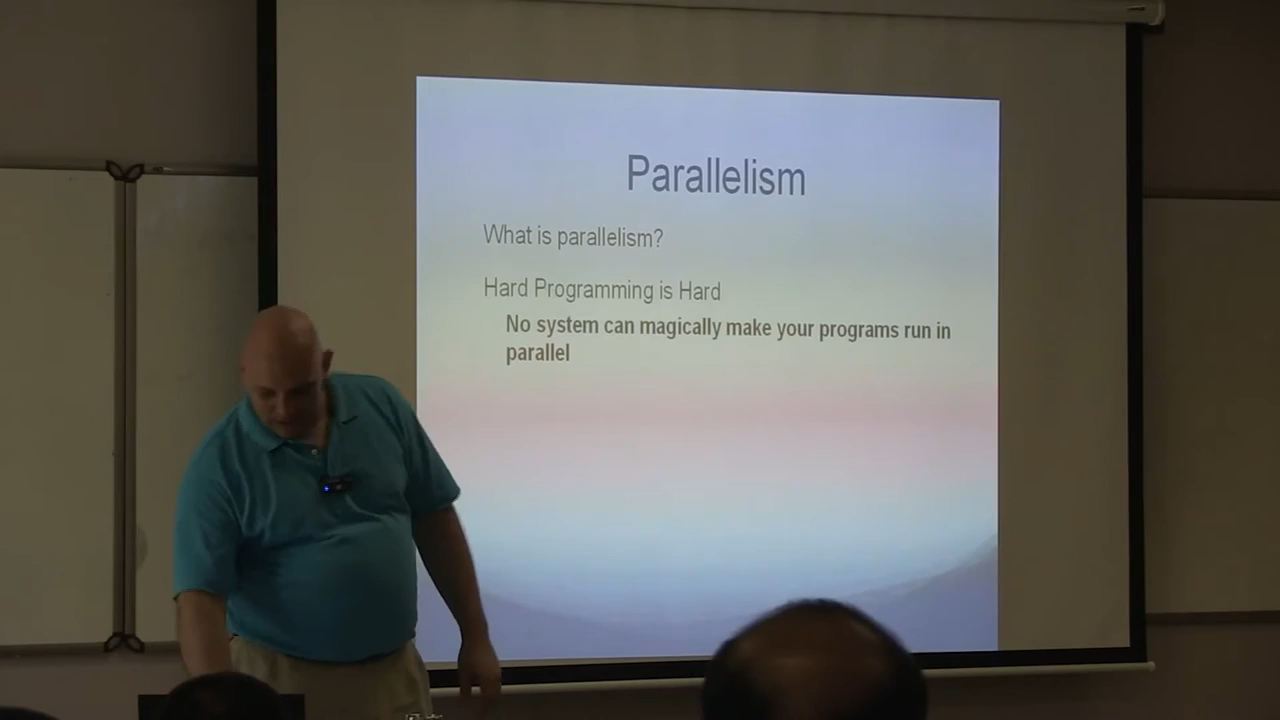 Parallelism
What is parallelism?
Hard Programming is Hard
No system can magically make your programs run in
parallel